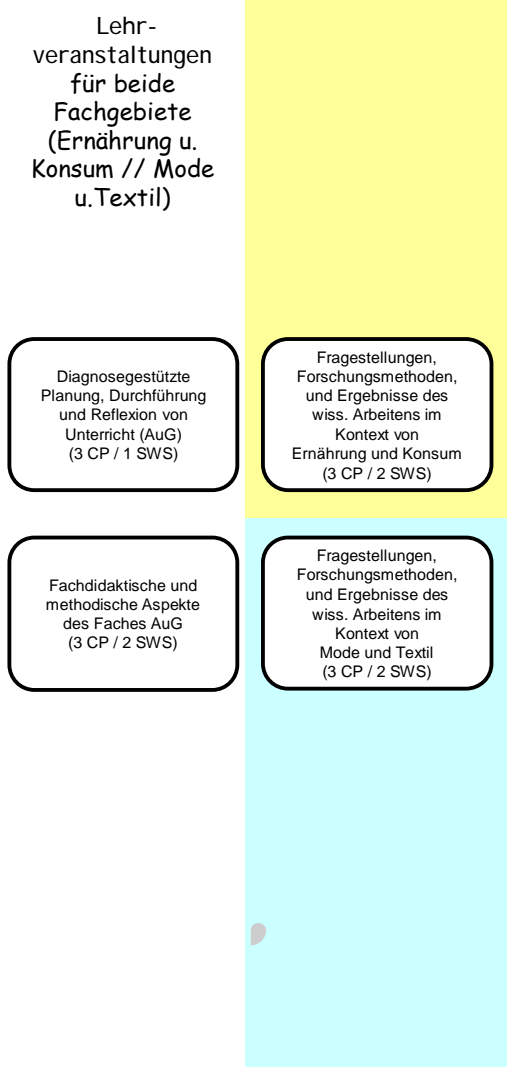 Lehr-
veranstaltungen
für beide
Fachgebiete
(Ernährung u.
Konsum // Mode
u.Textil)
Diagnosegestützte
Planung, Durchführung
und Reflexion von
Unterricht (AuG)
(3 CP / 1 SWS)
Fragestellungen,
Forschungsmethoden,
und Ergebnisse des
wiss. Arbeitens im
Kontext von
Ernährung und Konsum
(3 CP / 2 SWS)
Fachdidaktische und
methodische Aspekte
des Faches AuG
(3 CP / 2 SWS)
Fragestellungen,
Forschungsmethoden,
und Ergebnisse des
wiss. Arbeitens im
Kontext von
Mode und Textil
(3 CP / 2 SWS)